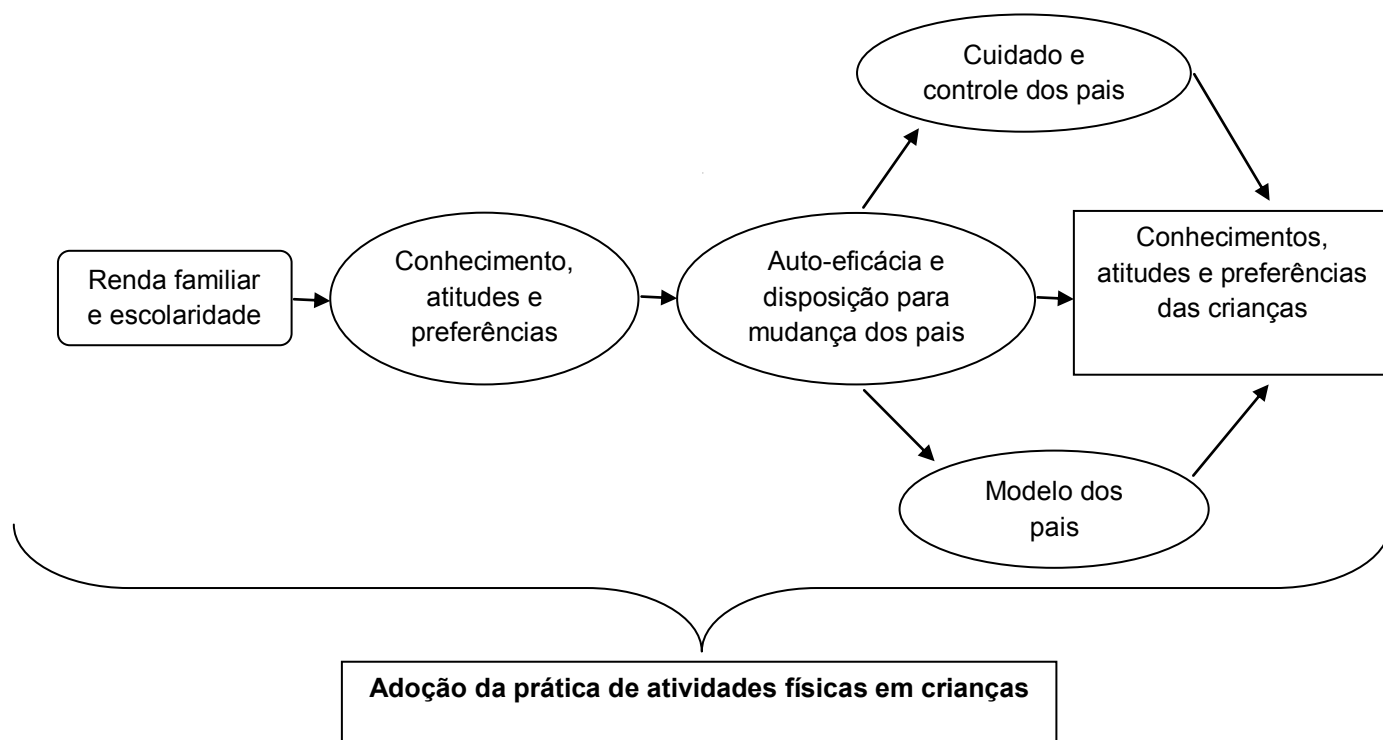 Cuidado e
controle dos pais
Renda familiar
e escolaridade
Conhecimento,
atitudes e
preferências
Auto-eficácia e
disposição para
mudança dos pais
Conhecimentos,
atitudes e preferências
das crianças
Modelo dos
pais
Adoção da prática de atividades físicas em crianças